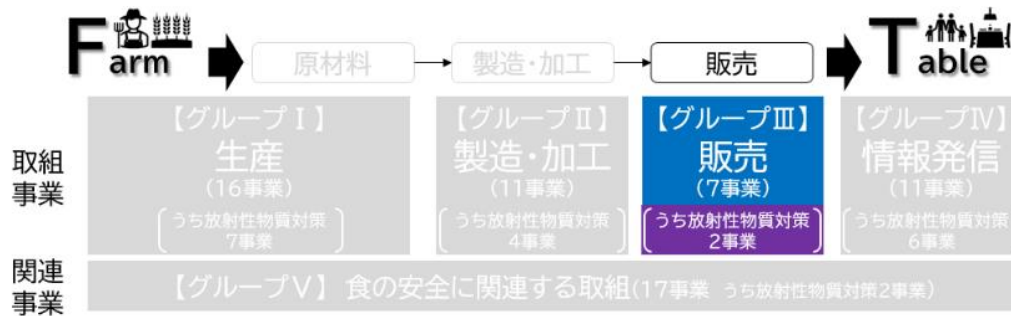 Farm
原材料
製造・加工
販売
Table
取組
事業
【グループⅠ】
生産
(16事業)
うち放射性物質対策
7事業
【グループⅡ】
製造・加工
(11事業)
うち放射性物質対策
4事業
【グループⅢ】
販売
(7事業)
うち放射性物質対策
2事業
【グループⅣ】
情報発信
(11事業)
うち放射性物質対策
6事業
関連
事業
【グループⅤ】 食の安全に関連する取組(17事業 うち放射性物質対策2事業)